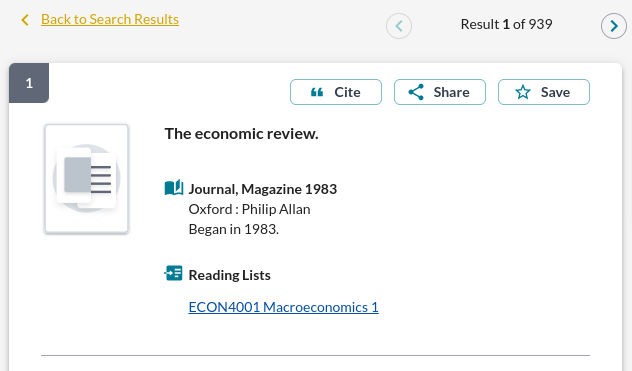 Back to Search Results
Result 1 of 939
1
Cite
Share
Save
The economic review.
Journal, Magazine 1983
Oxford : Philip Allan
Began in 1983.
Reading Lists
ECON4001 Macroeconomics 1